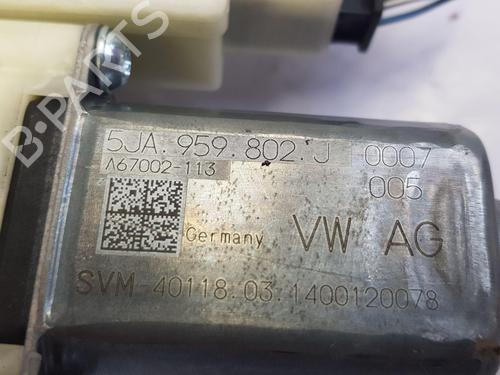 5JA.959.802.J 0007
A67002-113 005
Germany VW AG
SVM-40118.03.1400120078
B-PARTS